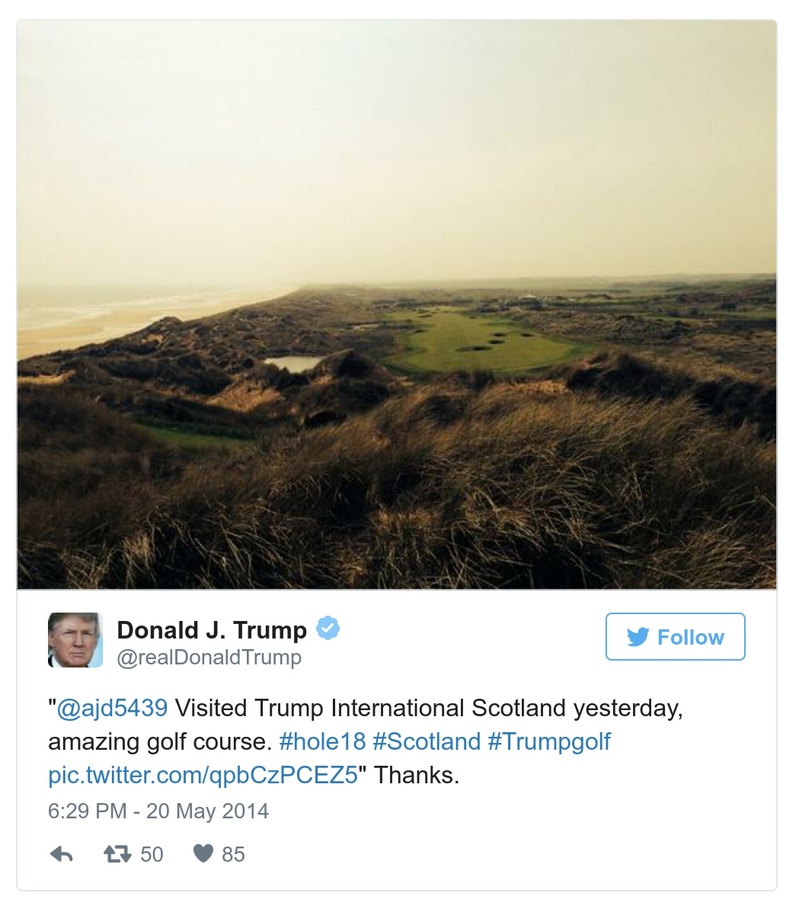 Donald J. Trump
@realDonaldTrump
Follow
"@ajd5439 Visited Trump International Scotland yesterday,
amazing golf course. #hole18 #Scotland #Trumpgolf
pic.twitter.com/qpbCzPCEZ5" Thanks.
6:29 PM - 20 May 2014
50 85